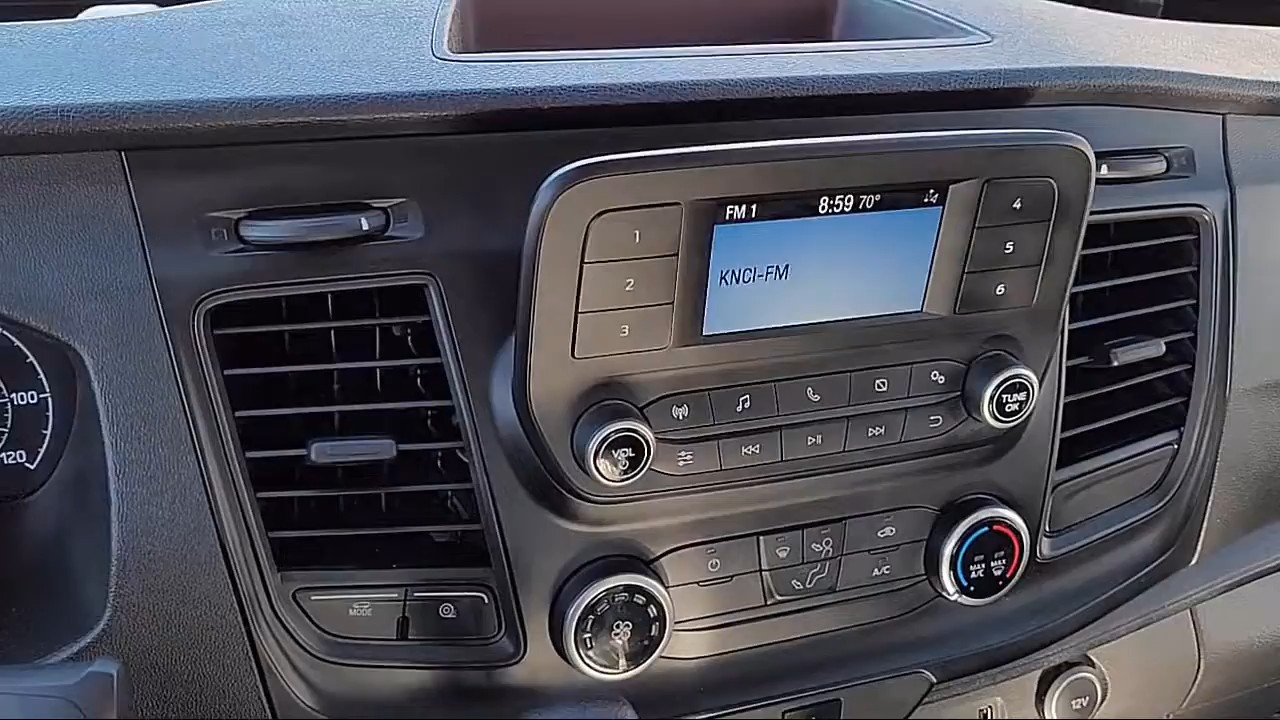 FM 1
8:59 70°
KNCI-FM
1
2
3
4
5
6
VOL
TUNE
OK
100
120
MODE
A/C
MAX
A/C
MAX
12V